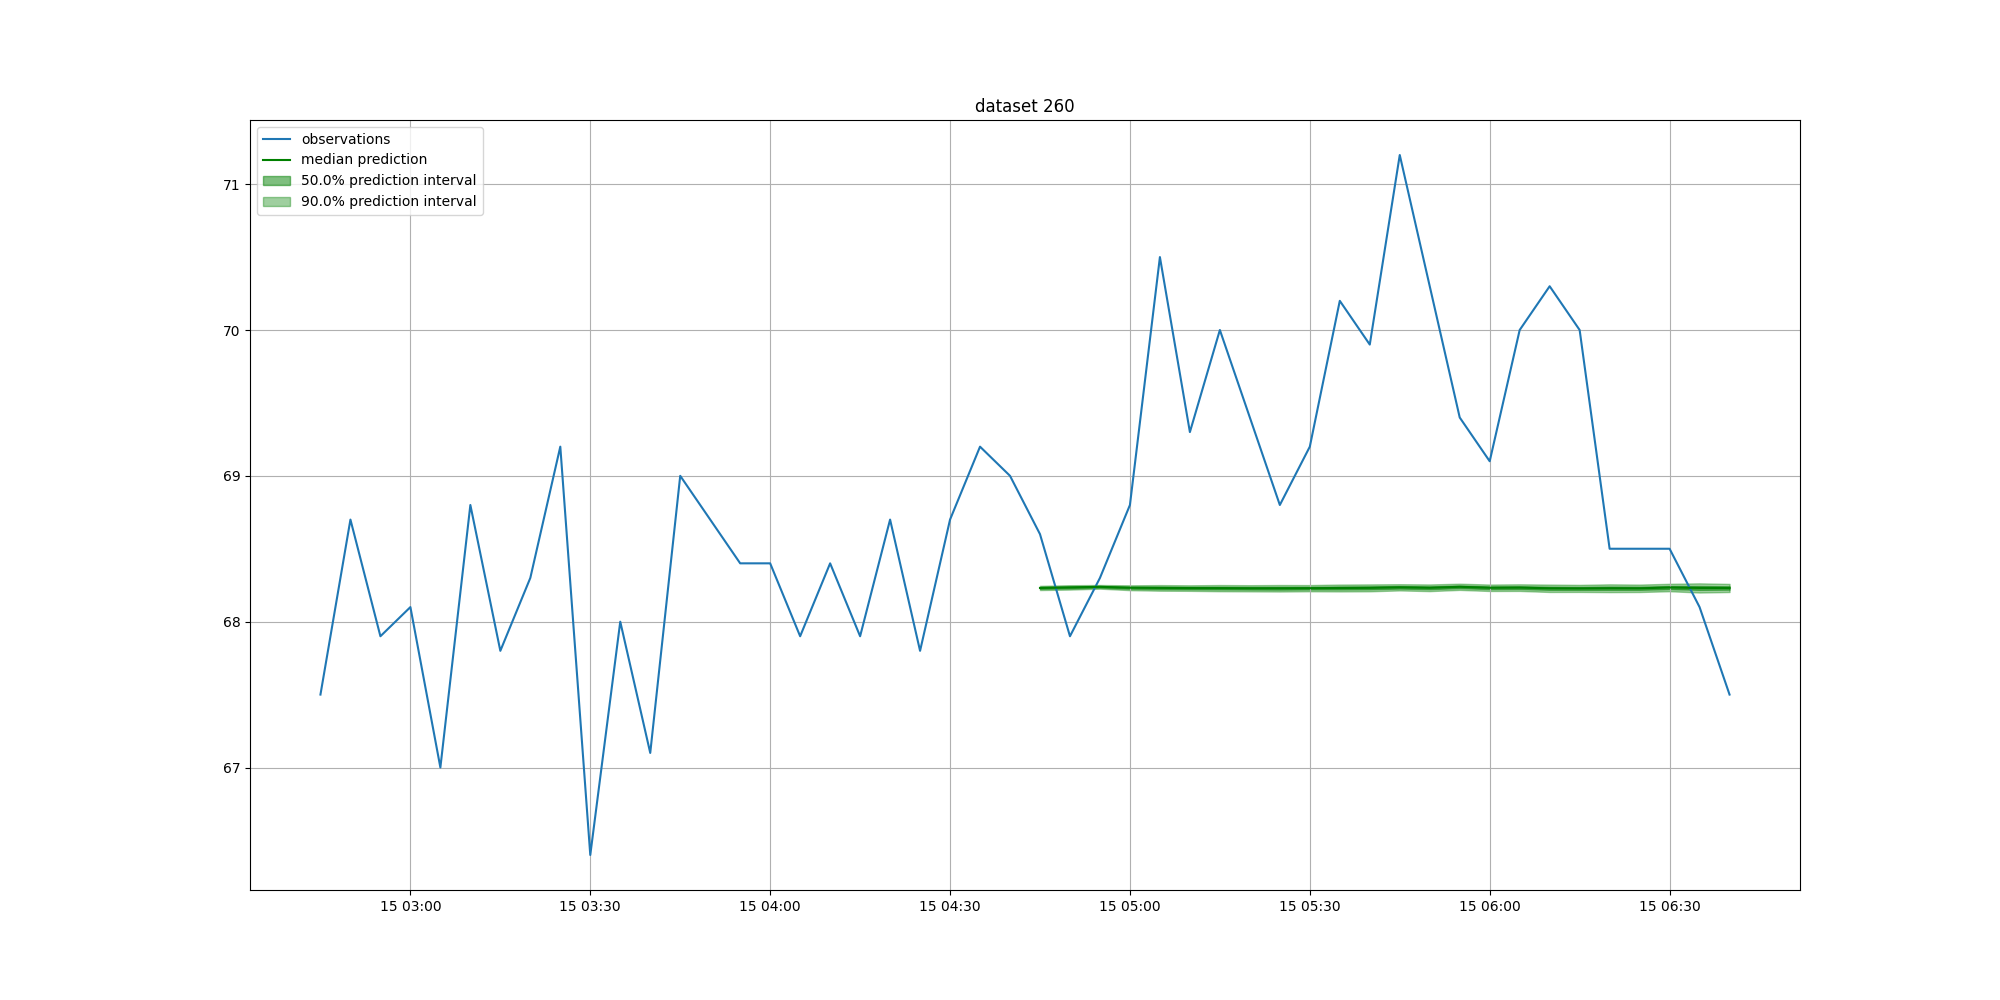 dataset 260
observations
median prediction
50.0% prediction interval
90.0% prediction interval
71
70
69
68
67
15 03:00
15 03:30
15 04:00
15 04:30
15 05:00
15 05:30
15 06:00
15 06:30